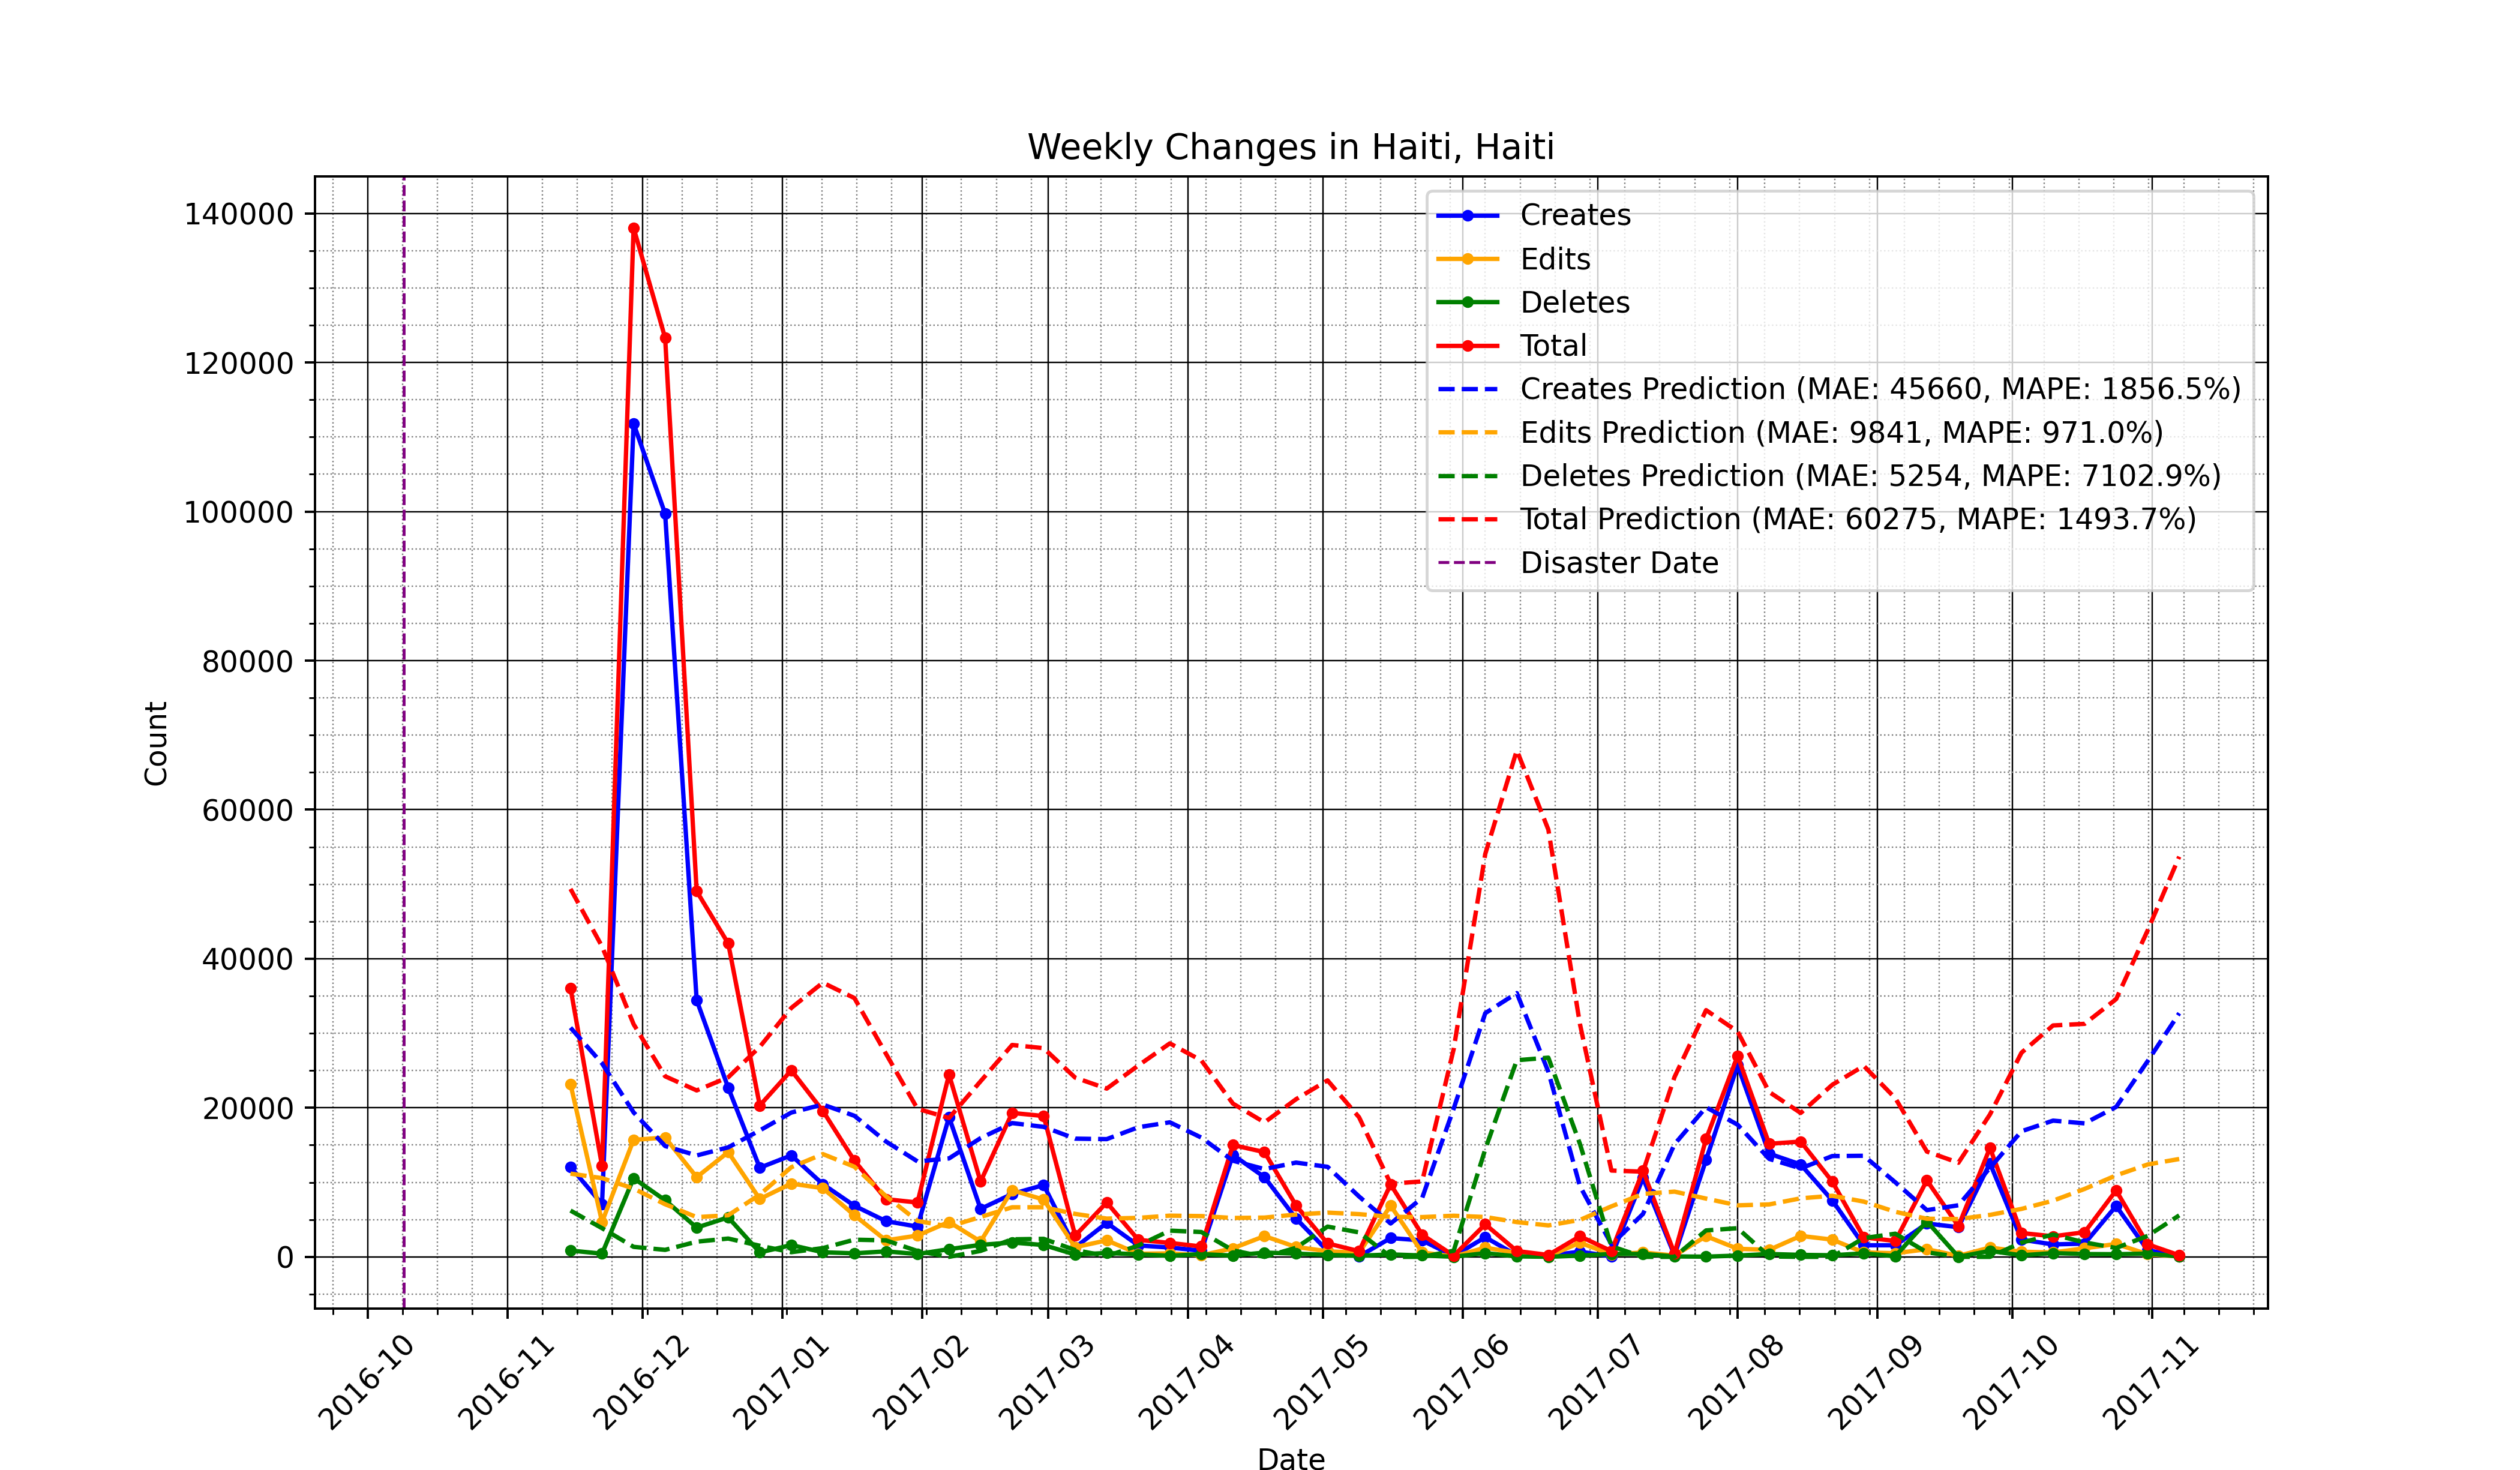 Weekly Changes in Haiti, Haiti
140000
120000
100000
80000
60000
40000
20000
0
Count
Creates
Edits
Deletes
Total
Creates Prediction (MAE: 45660, MAPE: 1856.5%)
Edits Prediction (MAE: 9841, MAPE: 971.0%)
Deletes Prediction (MAE: 5254, MAPE: 7102.9%)
Total Prediction (MAE: 60275, MAPE: 1493.7%)
Disaster Date
2016-10
2016-11
2016-12
2017-01
2017-02
2017-03
2017-04
2017-05
2017-06
2017-07
2017-08
2017-09
2017-10
2017-11
Date